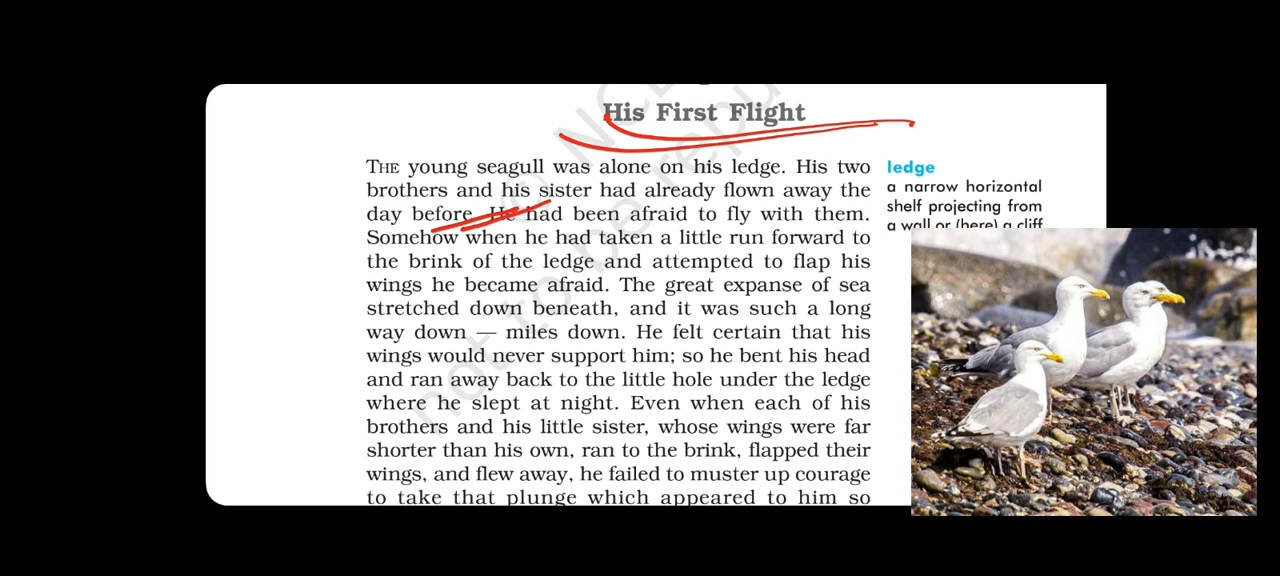 His First Flight
THE young seagull was alone on his ledge. His two
brothers and his sister had already flown away the
day before. He had been afraid to fly with them.
Somehow when he had taken a little run forward to
the brink of the ledge and attempted to flap his
wings he became afraid. The great expanse of sea
stretched down beneath, and it was such a long
way down — miles down. He felt certain that his
wings would never support him; so he bent his head
and ran away back to the little hole under the ledge
where he slept at night. Even when each of his
brothers and his little sister, whose wings were far
shorter than his own, ran to the brink, flapped their
wings, and flew away, he failed to muster up courage
to take that plunge which appeared to him so
ledge
a narrow horizontal
shelf projecting from
a wall or (here) a cliff
© NCE
not to be repu